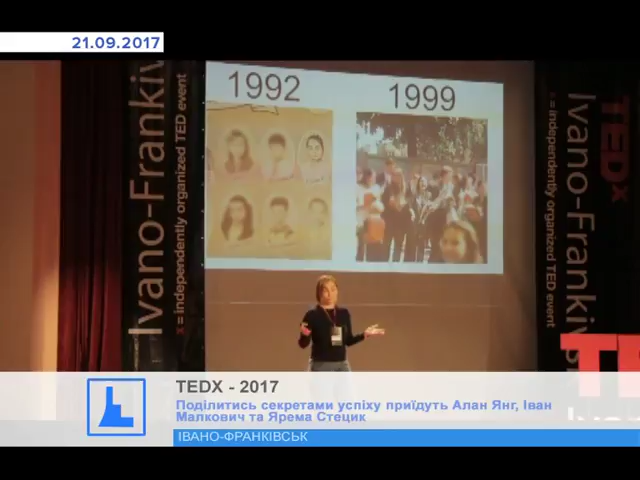 21.09.2017
1992
1999
Ivano-Frankiv
x = independently organized TED event
TEDx
Ivano-Frankiv
x = independently organized TED event
TE
TEDX - 2017
Поділитись секретами успіху приїдуть Алан Янг, Іван
Малкович та Ярема Стецик
ІВАНО-ФРАНКІВСЬК